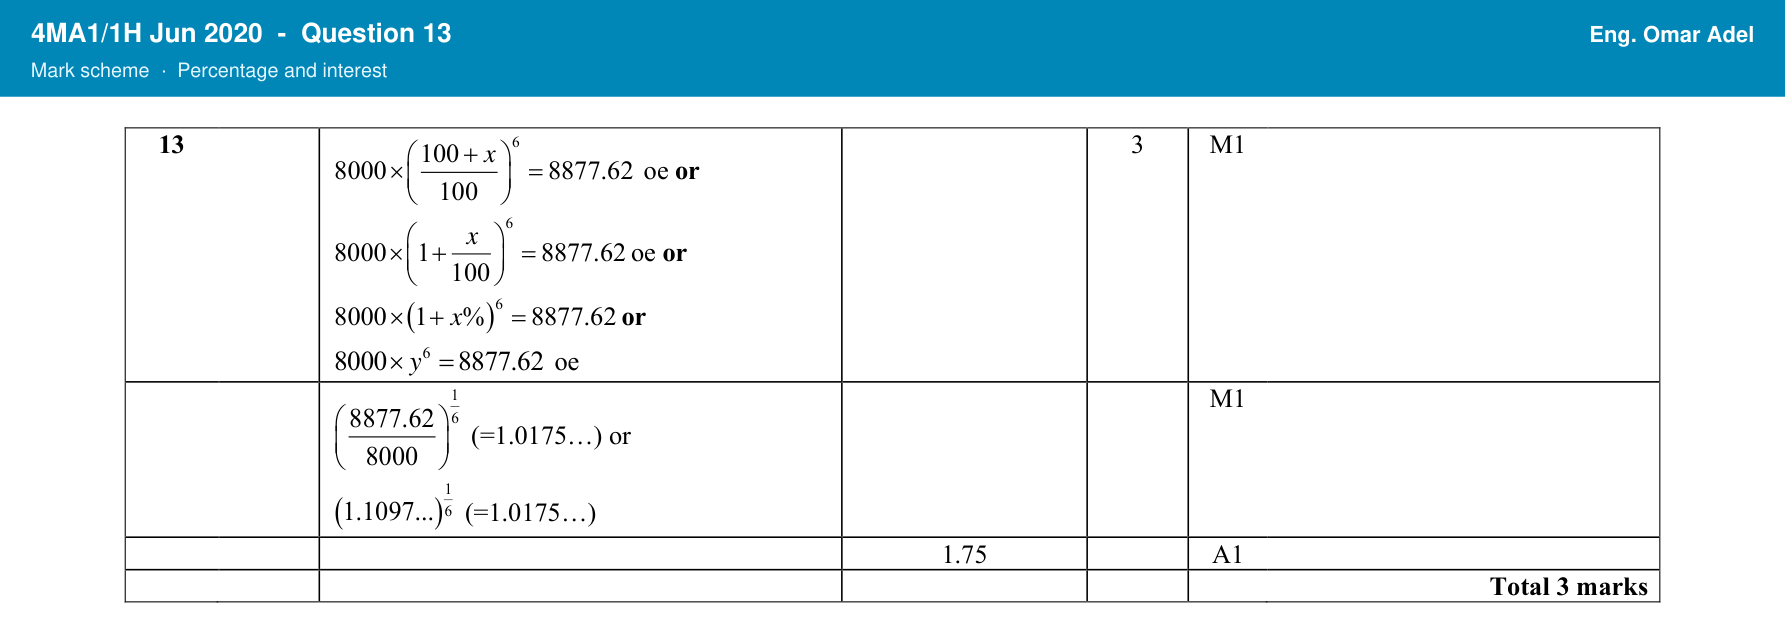 4MA1/1H Jun 2020 - Question 13
Eng. Omar Adel
Mark scheme · Percentage and interest
13
8000×((100 + x)/100)^6 = 8877.62 oe or
3
M1
8000×(1 + x/100)^6 = 8877.62 oe or
8000×(1 + x%)^6 = 8877.62 or
8000× y^6 = 8877.62 oe
(8877.62/8000)^(1/6) (=1.0175…) or
M1
(1.1097...)^(1/6) (=1.0175…)
1.75
A1
Total 3 marks